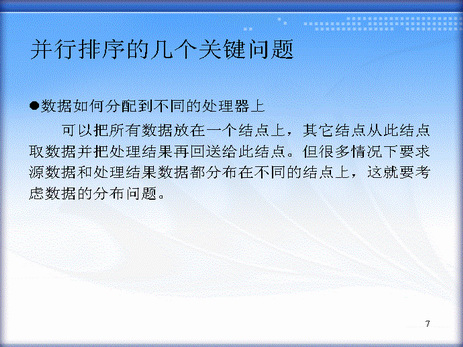 并行排序的几个关键问题
●数据如何分配到不同的处理器上
可以把所有数据放在一个结点上，其它结点从此结点
取数据并把处理结果再回送给此结点。但很多情况下要求
源数据和处理结果数据都分布在不同的结点上，这就要考
虑数据的分布问题。
7